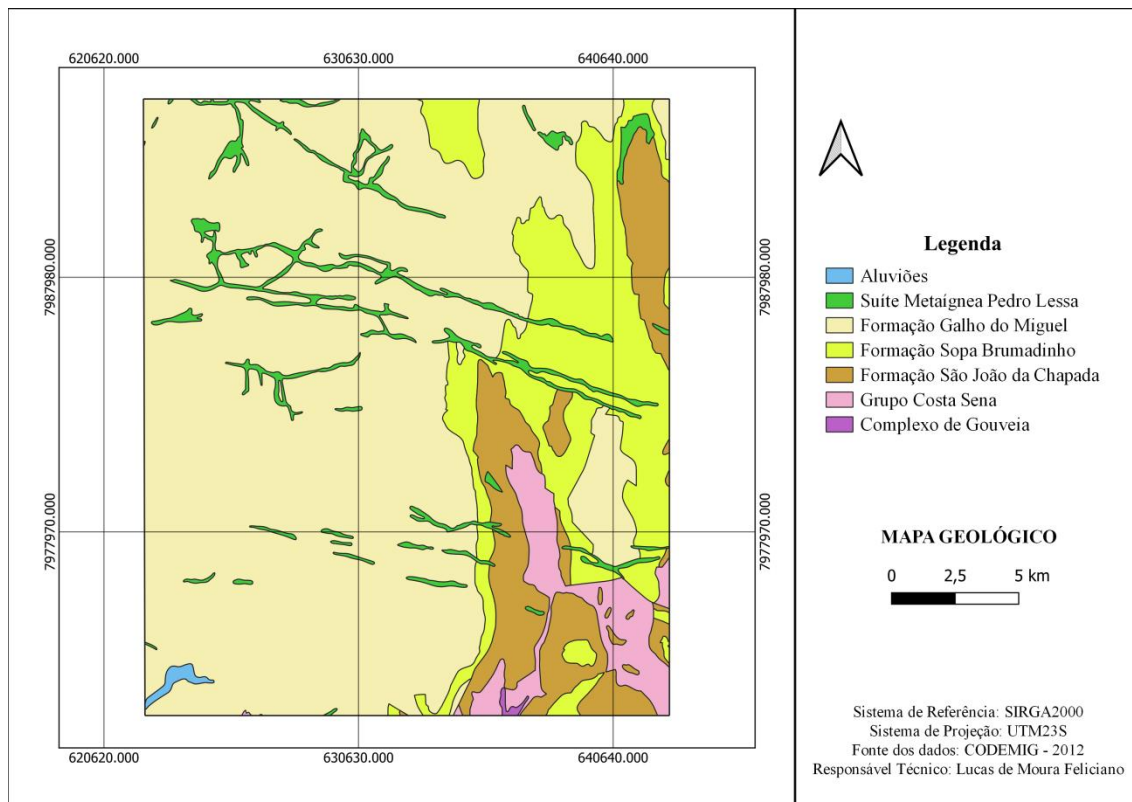 620620.000
630630.000
640640.000
7987980.000
7987980.000
7977970.000
7977970.000
620620.000
630630.000
640640.000
Legenda
Aluviões
Suíte Metaígnea Pedro Lessa
Formação Galho do Miguel
Formação Sopa Brumadinho
Formação São João da Chapada
Grupo Costa Sena
Complexo de Gouveia
MAPA GEOLÓGICO
0 2,5 5 km
Sistema de Referência: SIRGA2000
Sistema de Projeção: UTM23S
Fonte dos dados: CODEMIG - 2012
Responsável Técnico: Lucas de Moura Feliciano